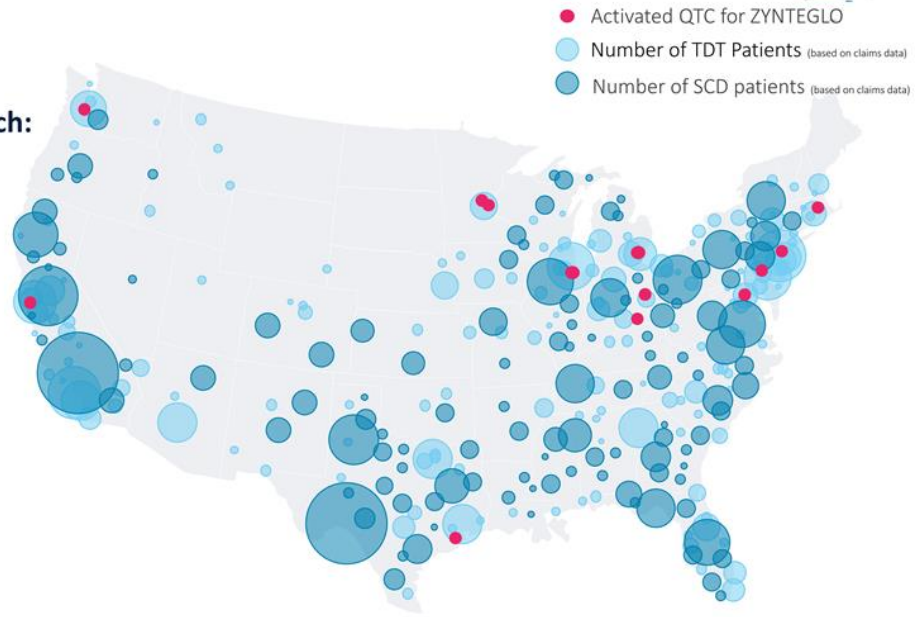 Activated QTC for ZYNTEGLO
Number of TDT Patients (based on claims data)
Number of SCD patients (based on claims data)
ch: